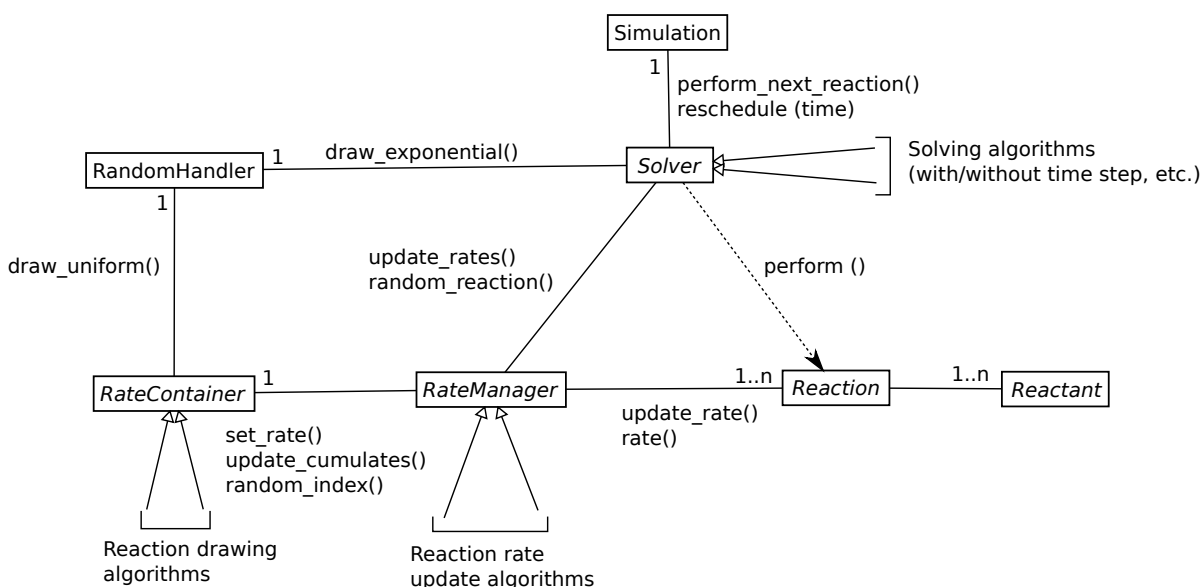 Simulation
1
perform_next_reaction()
reschedule (time)
RandomHandler
1
draw_exponential()
Solver
Solving algorithms
(with/without time step, etc.)
1
draw_uniform()
update_rates()
random_reaction()
perform ()
RateContainer
1
RateManager
1..n
Reaction
1..n
Reactant
update_rate()
rate()
set_rate()
update_cumulates()
random_index()
Reaction drawing
algorithms
Reaction rate
update algorithms